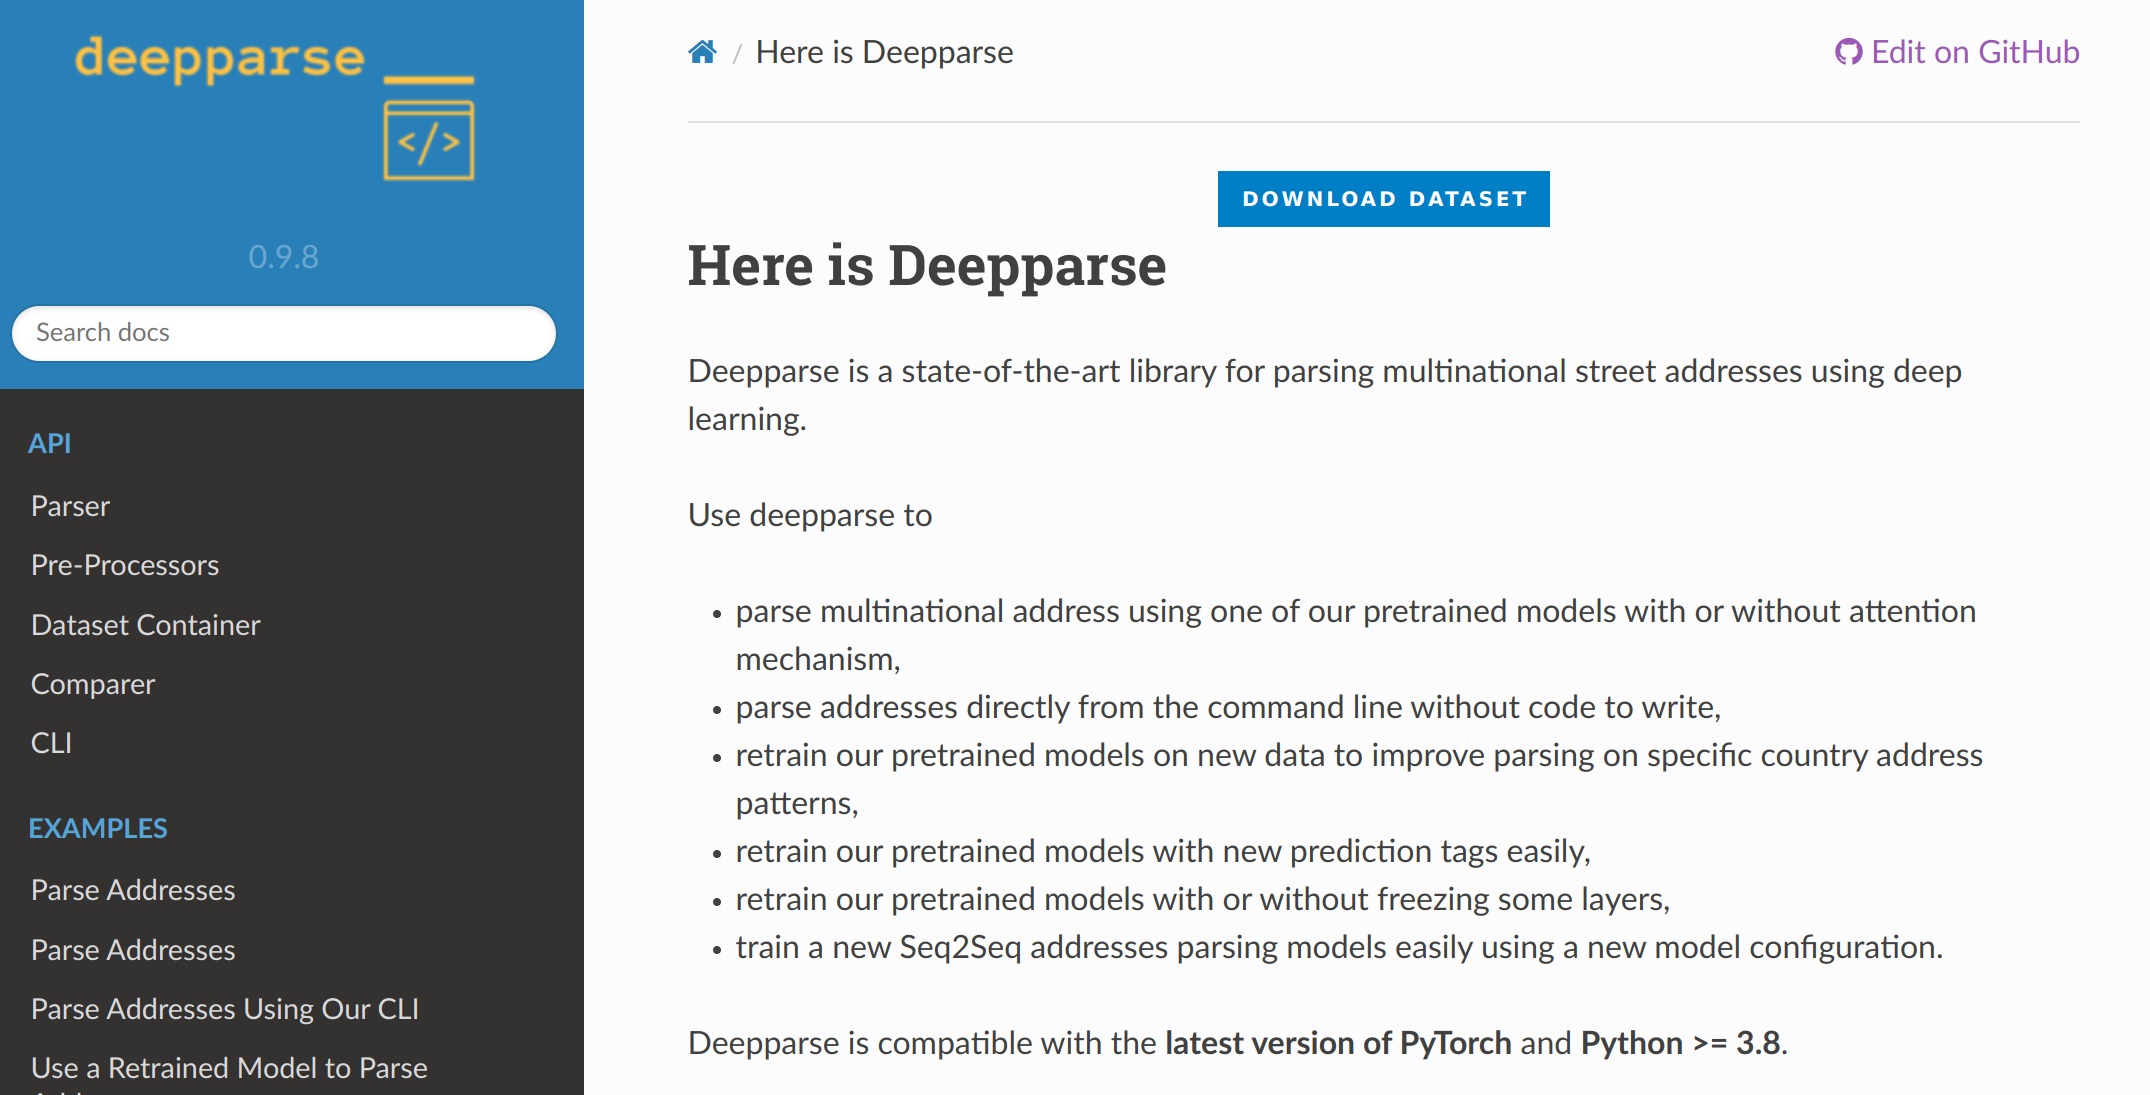 deepparse
</>
0.9.8
Search docs
API
Parser
Pre-Processors
Dataset Container
Comparer
CLI
EXAMPLES
Parse Addresses
Parse Addresses
Parse Addresses Using Our CLI
Use a Retrained Model to Parse
/ Here is Deepparse
Edit on GitHub
DOWNLOAD DATASET
Here is Deepparse
Deepparse is a state-of-the-art library for parsing multinational street addresses using deep
learning.
Use deepparse to
• parse multinational address using one of our pretrained models with or without attention
mechanism,
• parse addresses directly from the command line without code to write,
• retrain our pretrained models on new data to improve parsing on specific country address
patterns,
• retrain our pretrained models with new prediction tags easily,
• retrain our pretrained models with or without freezing some layers,
• train a new Seq2Seq addresses parsing models easily using a new model configuration.
Deepparse is compatible with the latest version of PyTorch and Python >= 3.8.